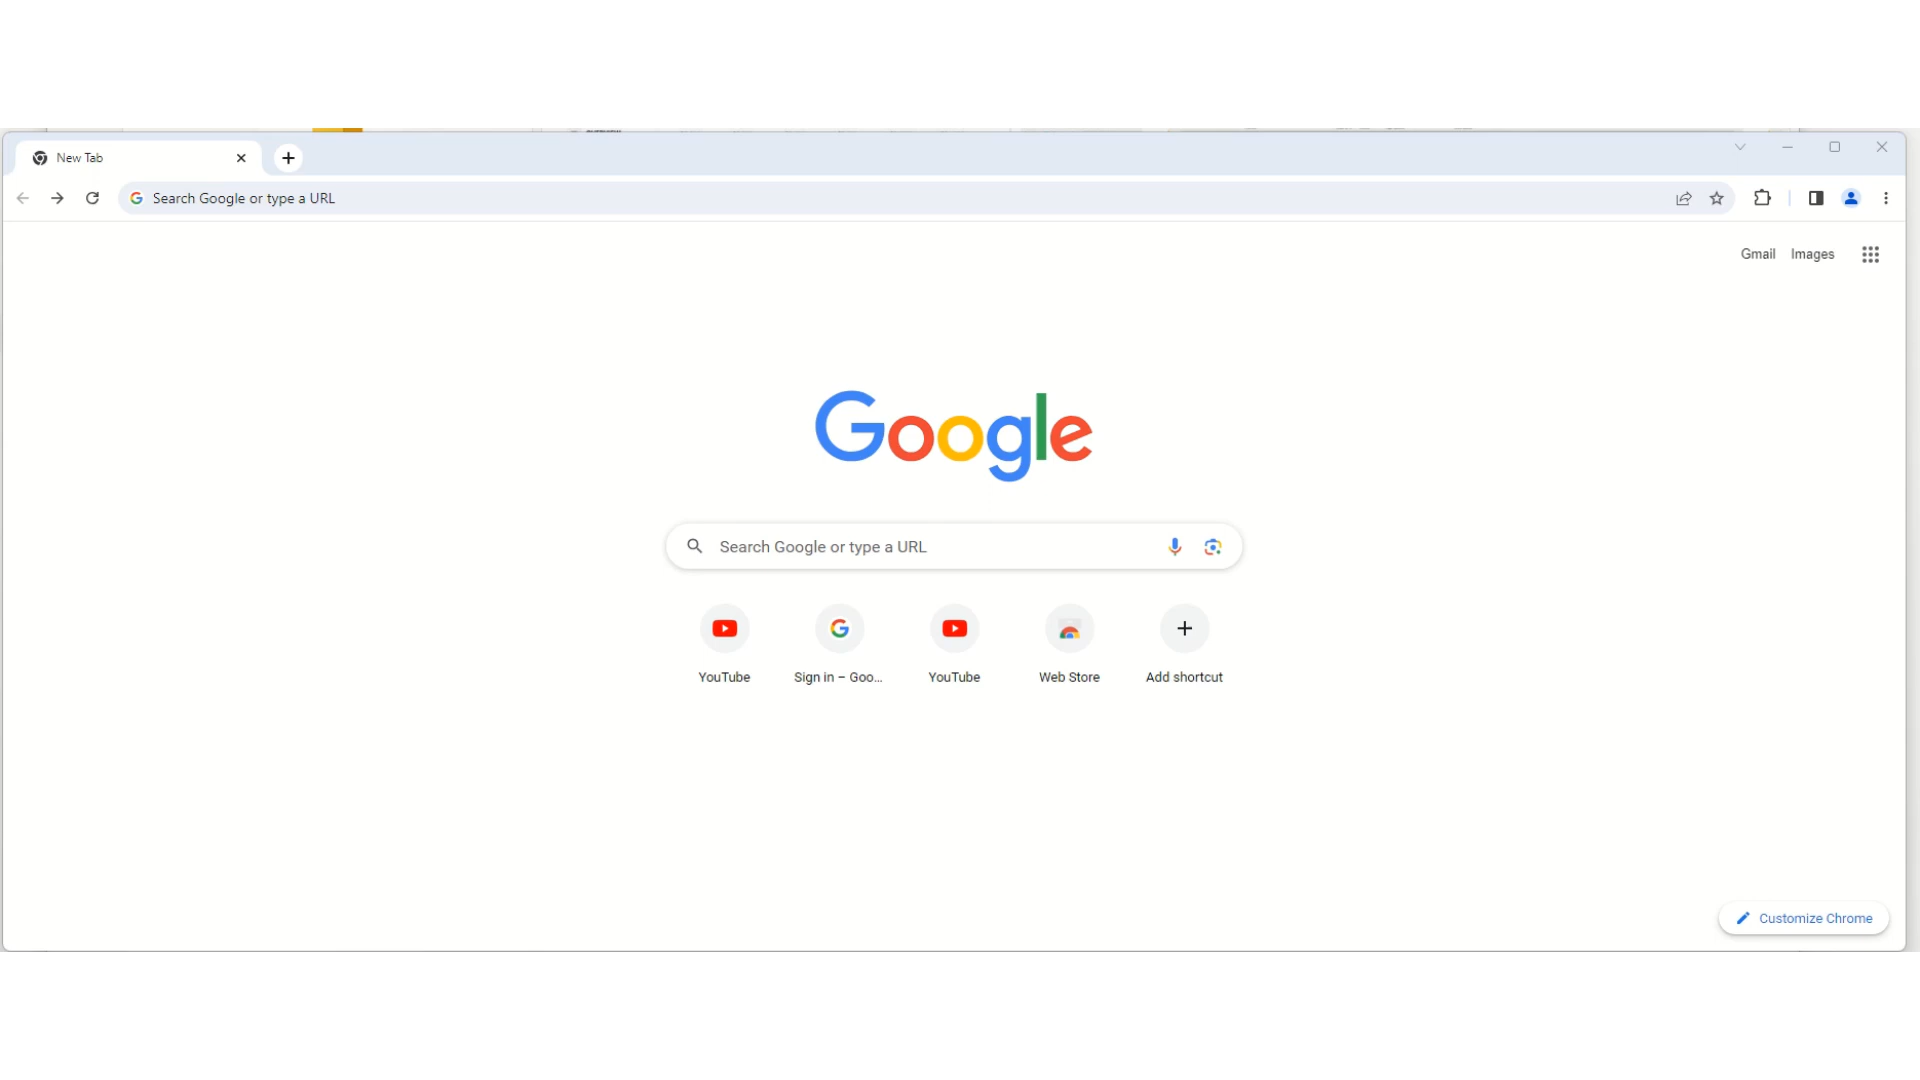 New Tab
Search Google or type a URL
Gmail Images
Google
Search Google or type a URL
YouTube
Sign in – Goo...
YouTube
Web Store
Add shortcut
Customize Chrome